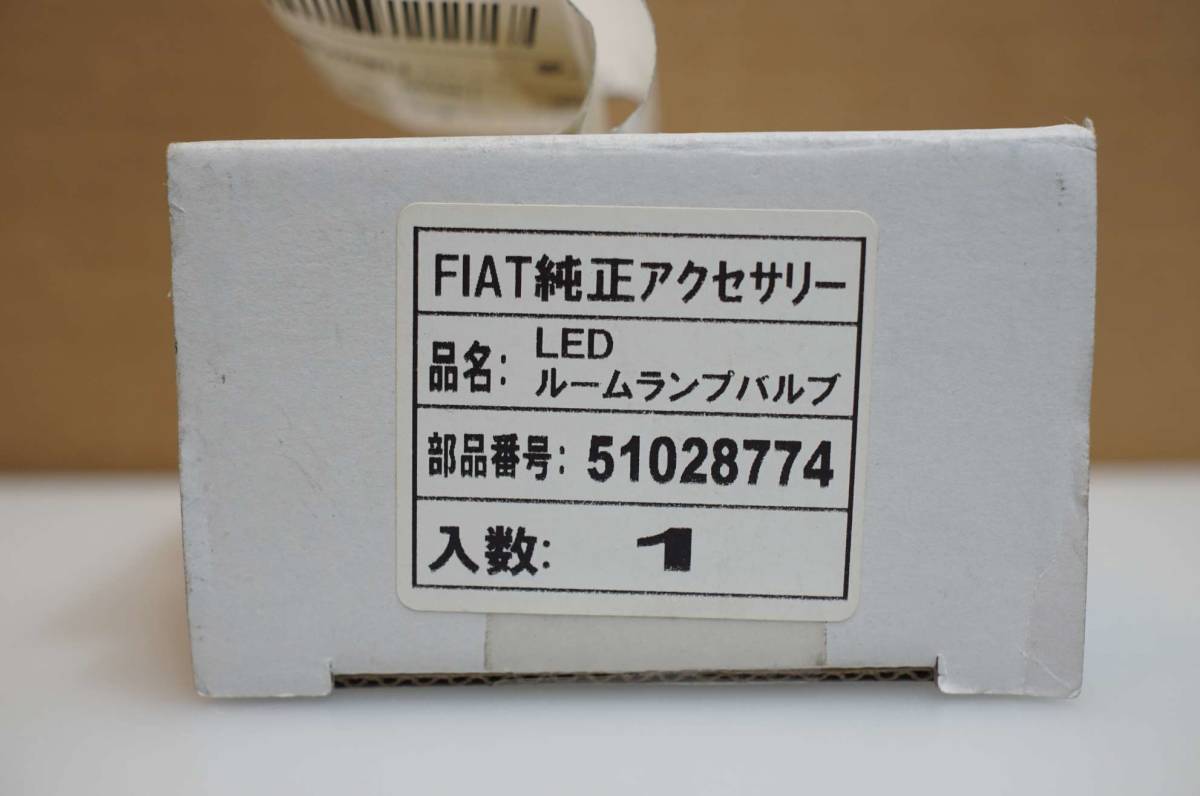 FIAT純正アクセサリー
品名: LED
ルームランプバルブ
部品番号: 51028774
入数: 1